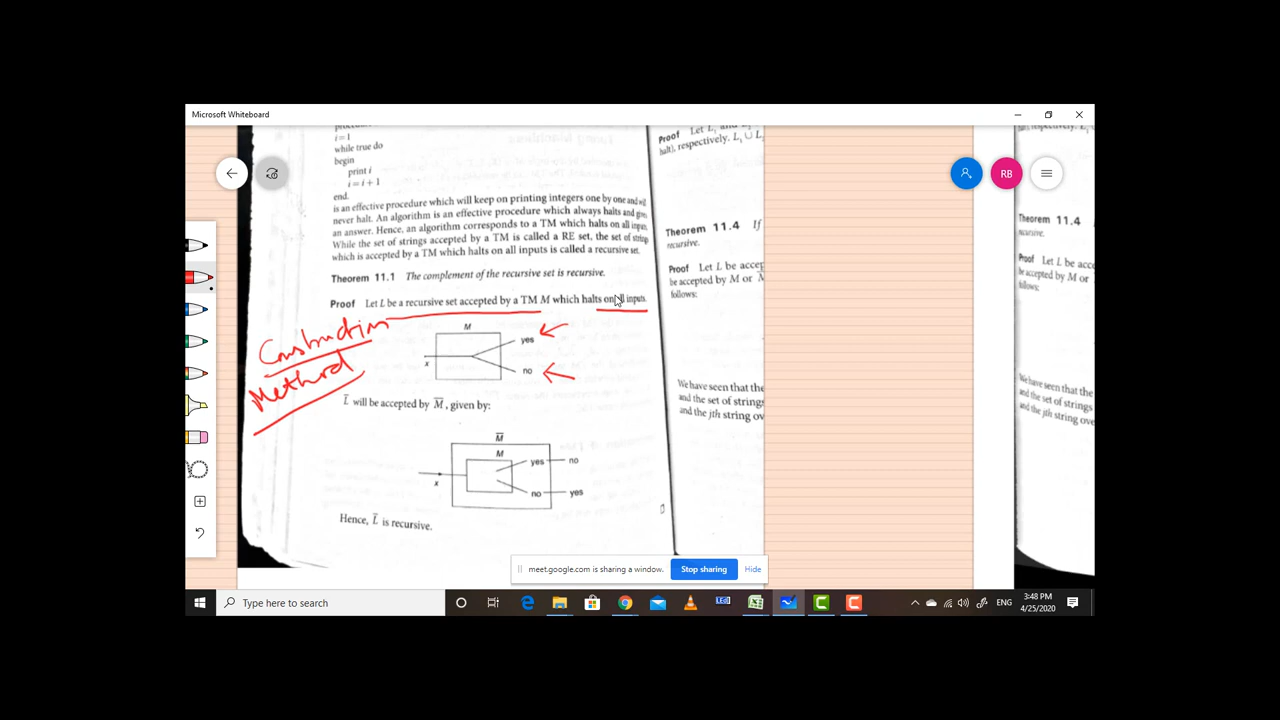 Microsoft Whiteboard
i = 1
while true do
begin
print i
i = i + 1
end.
is an effective procedure which will keep on printing integers one by one and will
never halt. An algorithm is an effective procedure which always halts and gives
an answer. Hence, an algorithm corresponds to a TM which halts on all input,
While the set of strings accepted by a TM is called a RE set, the set of strings
which is accepted by a TM which halts on all inputs is called a recursive set.
Theorem 11.1 The complement of the recursive set is recursive.
Proof Let L be a recursive set accepted by a TM M which halts on all inputs.
Construction
Method
M
yes
x
no
L̅ will be accepted by M̅, given by:
M̅
M
yes no
x
no yes
Hence, L̅ is recursive.
Proof Let L₁
halt), respectively. L₁ ∪ L
Theorem 11.4 If
recursive.
Proof Let L be accep
be accepted by M or
follows:
We have seen that the
and the set of strings
and the jth string ove
RB
Theorem 11.4
recursive.
Proof Let L be acce
be accepted by M or
follows:
We have seen that the
and the set of strings
and the jth string ove
meet.google.com is sharing a window.
Stop sharing
Hide
Type here to search
LEGO
ENG
3:48 PM
4/25/2020